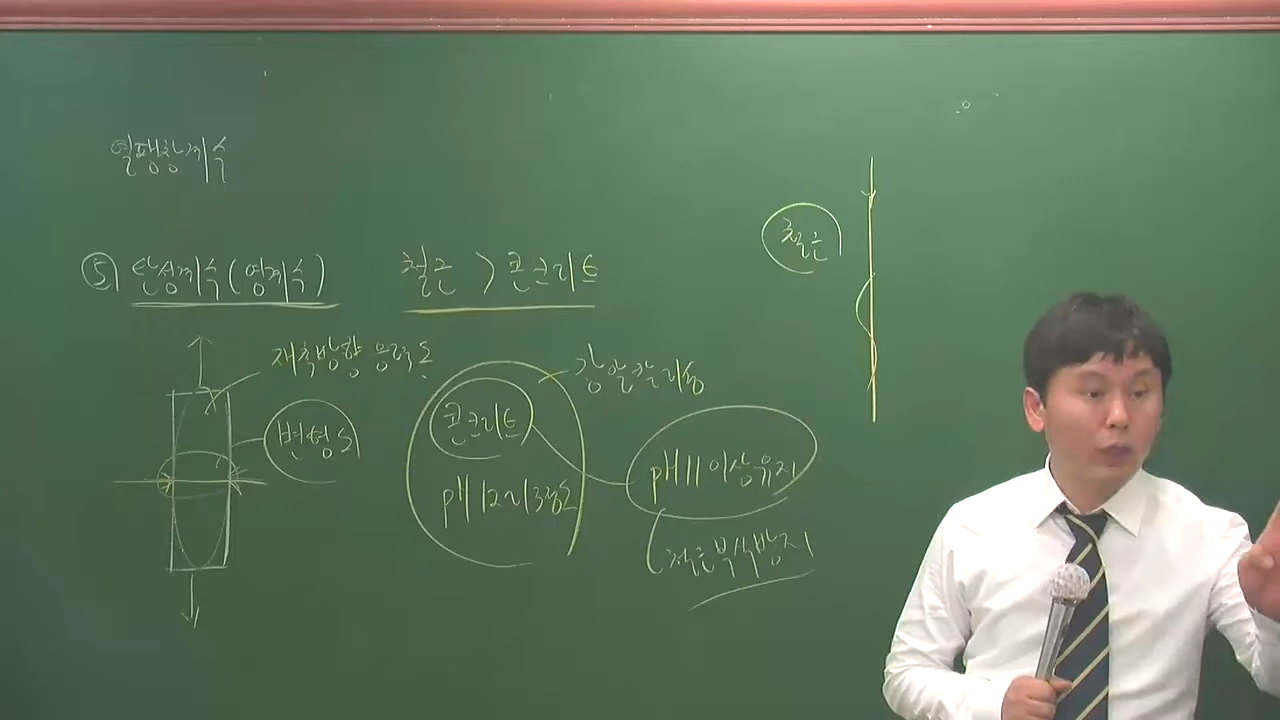 열팽창계수
⑤ 탄성계수(영계수) 철근 > 콘크리트
재축방향 응력도
변형도
강알칼리성
콘크리트
pH 12~13정도
pH 11 이상유지
철근부식방지
철근